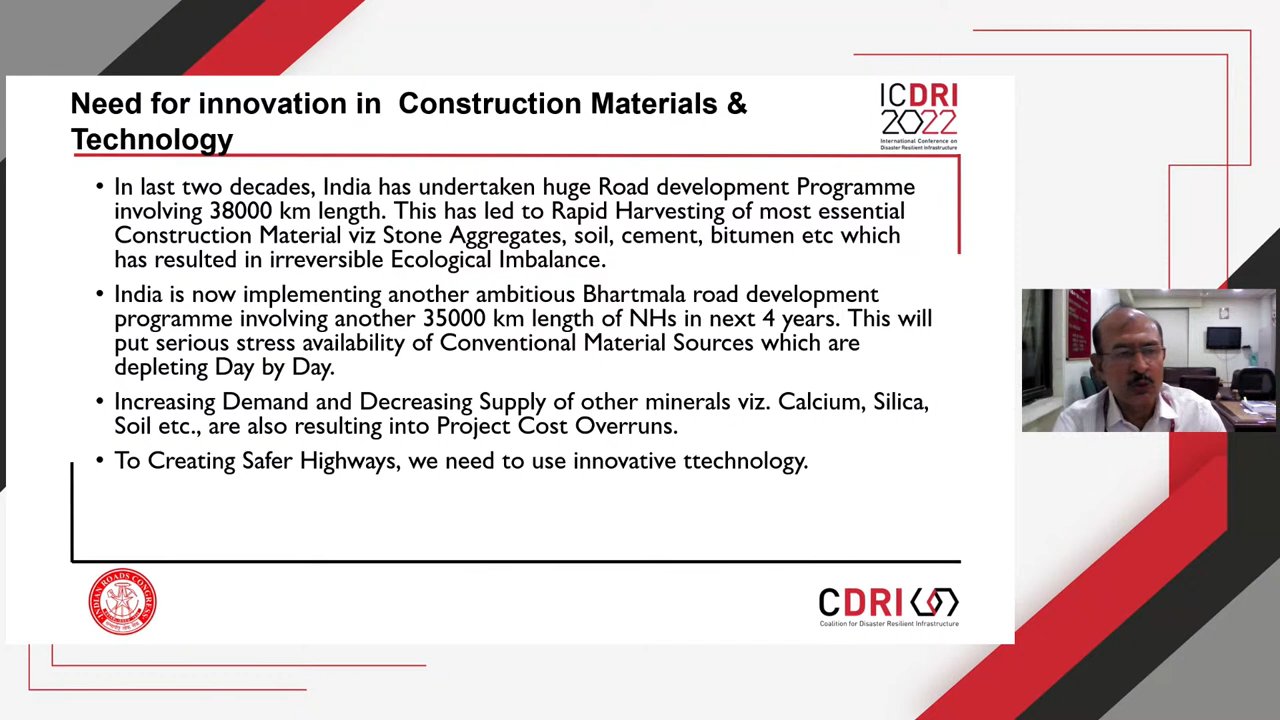 Need for innovation in Construction Materials &
Technology
ICDRI
2022
International Conference on
Disaster Resilient Infrastructure
• In last two decades, India has undertaken huge Road development Programme
involving 38000 km length. This has led to Rapid Harvesting of most essential
Construction Material viz Stone Aggregates, soil, cement, bitumen etc which
has resulted in irreversible Ecological Imbalance.
• India is now implementing another ambitious Bhartmala road development
programme involving another 35000 km length of NHs in next 4 years. This will
put serious stress availability of Conventional Material Sources which are
depleting Day by Day.
• Increasing Demand and Decreasing Supply of other minerals viz. Calcium, Silica,
Soil etc., are also resulting into Project Cost Overruns.
• To Creating Safer Highways, we need to use innovative ttechnology.
INDIAN ROADS CONGRESS
CDRI
Coalition for Disaster Resilient Infrastructure